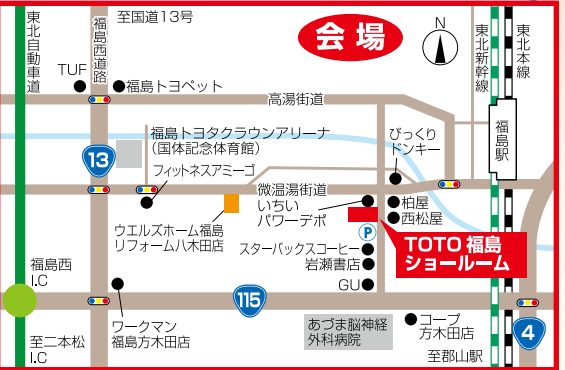 至国道13号
会場
N
東北自動車道
福島西道路
東北新幹線
東北本線
TUF
福島トヨペット
高湯街道
福島駅
福島トヨタクラウンアリーナ
(国体記念体育館)
びっくり
ドンキー
13
フィットネスアミーゴ
微温湯街道
いちい
パワーデポ
柏屋
西松屋
ウエルズホーム福島
リフォーム八木田店
P
TOTO 福島
ショールーム
スターバックスコーヒー
岩瀬書店
GU
福島西
I.C
115
ワークマン
福島方木田店
あづま脳神経
外科病院
コープ
方木田店
4
至二本松
I.C
至郡山駅